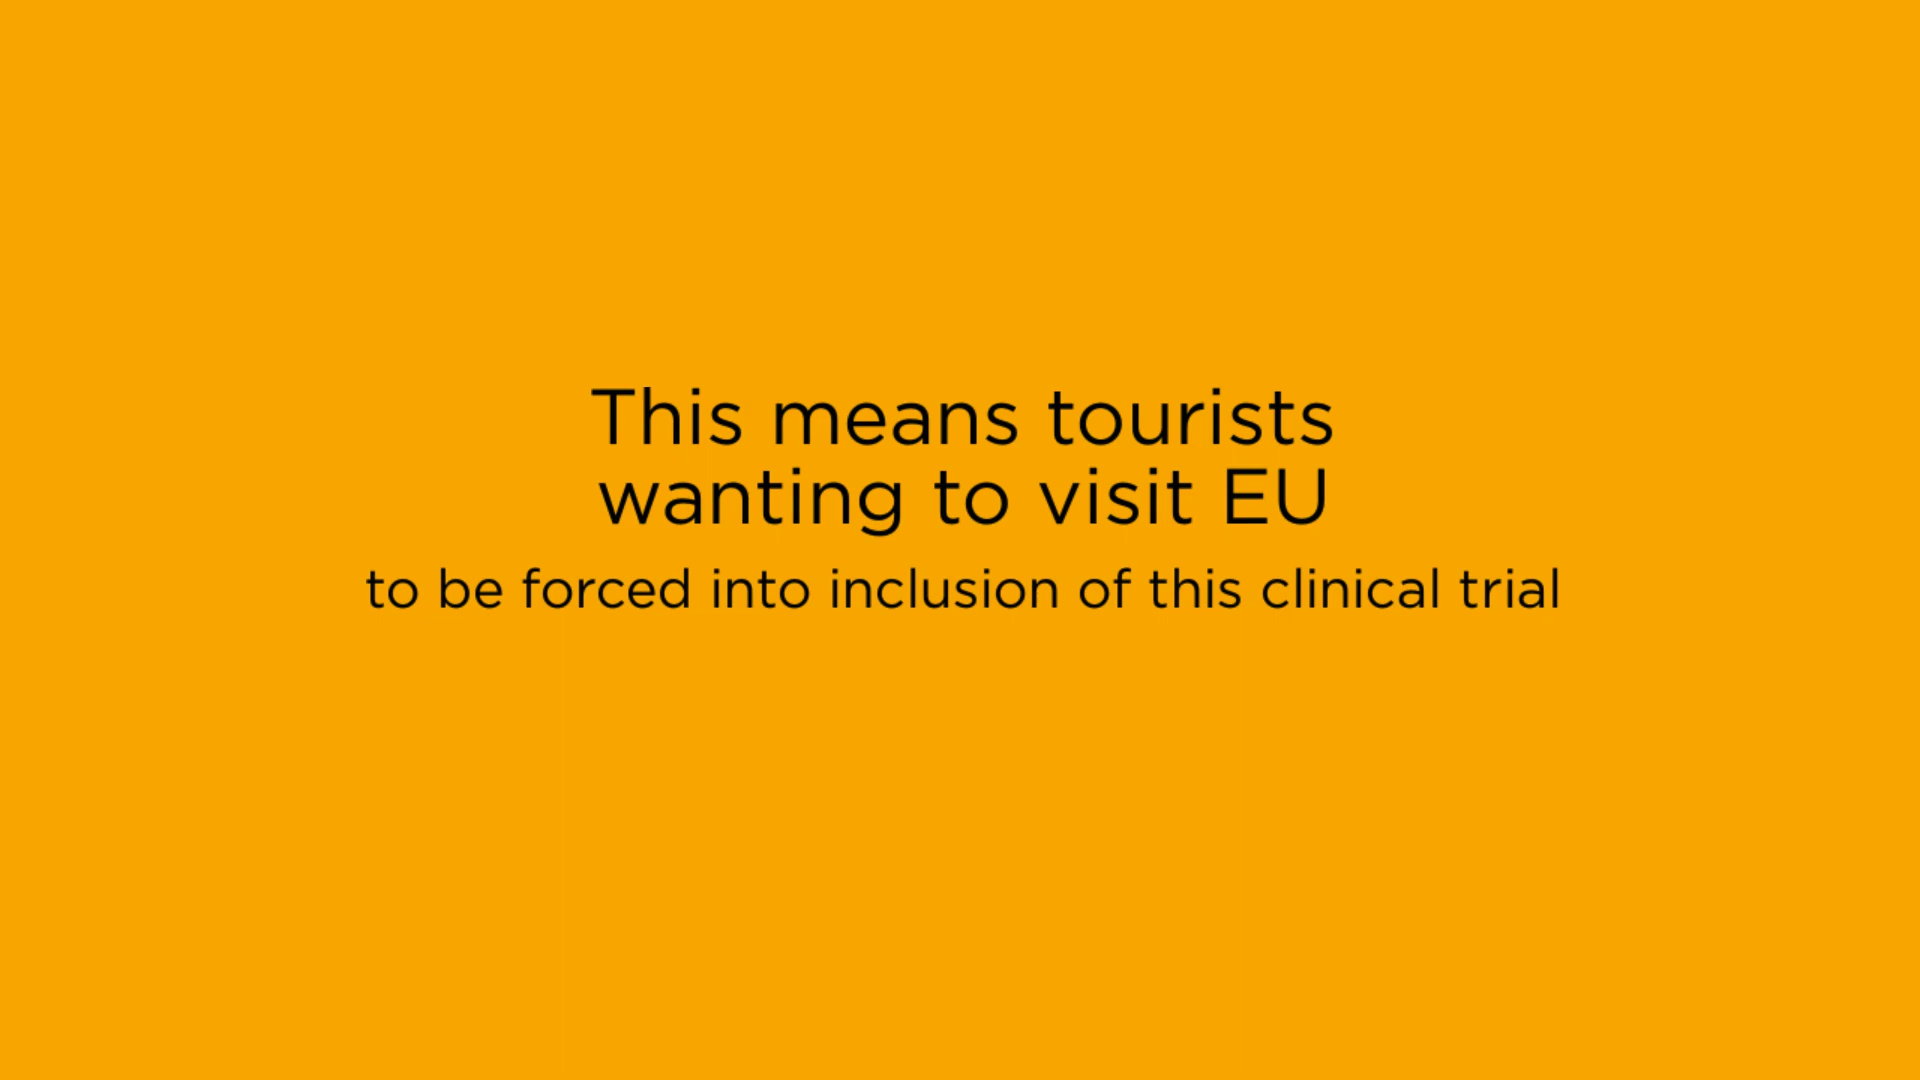 This means tourists
wanting to visit EU
to be forced into inclusion of this clinical trial